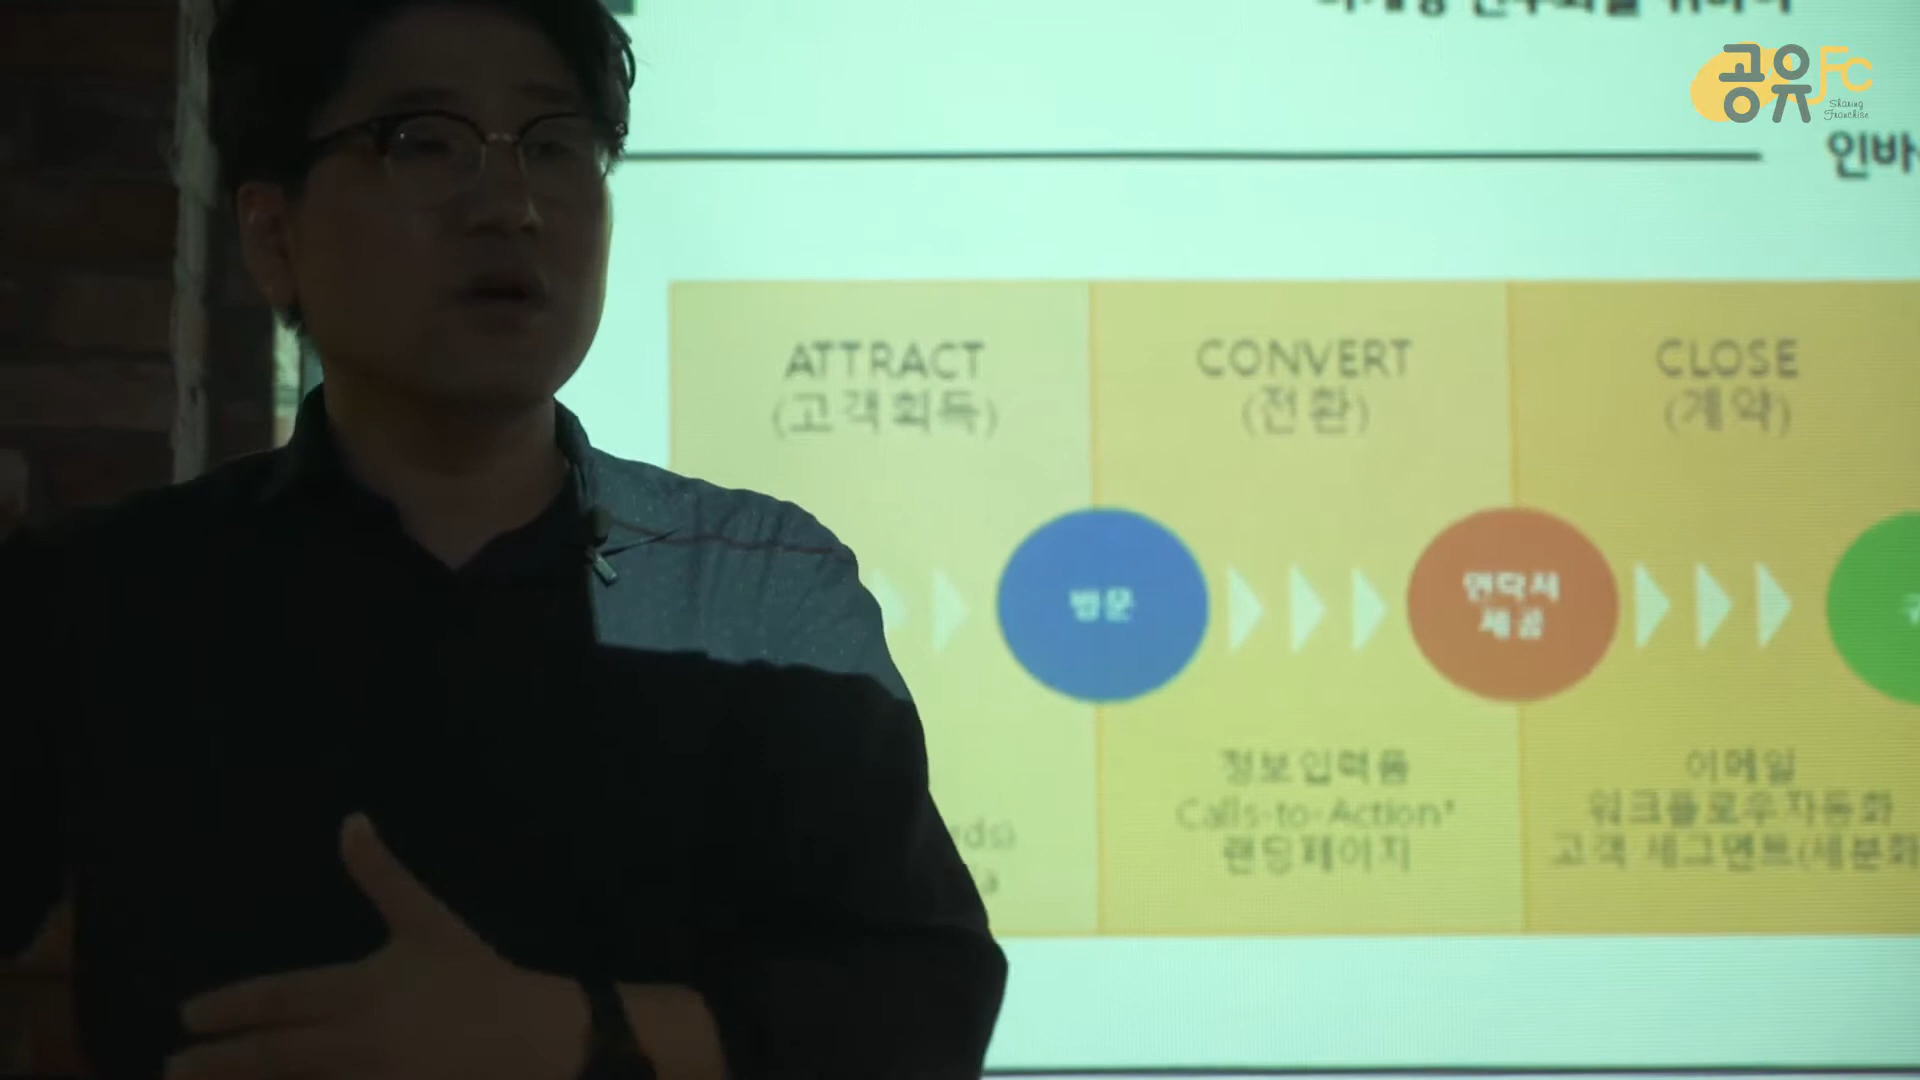 공유FC
Sharing
Franchise
인바
ATTRACT
(고객획득)
CONVERT
(전환)
CLOSE
(계약)
방문
연락처
제공
정보입력폼
Calls-to-Action*
랜딩페이지
이메일
워크플로우자동화
고객 세그먼트(세분화